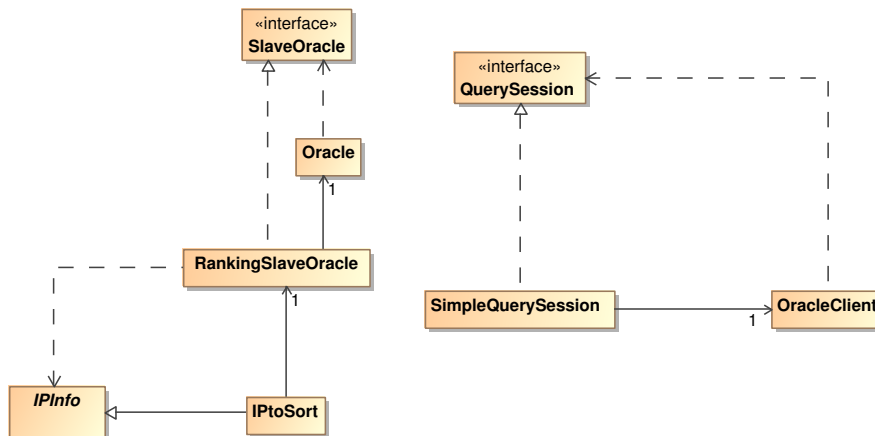 «interface»
SlaveOracle
«interface»
QuerySession
Oracle
1
RankingSlaveOracle
1
SimpleQuerySession
1
OracleClient
IPInfo
IPtoSort